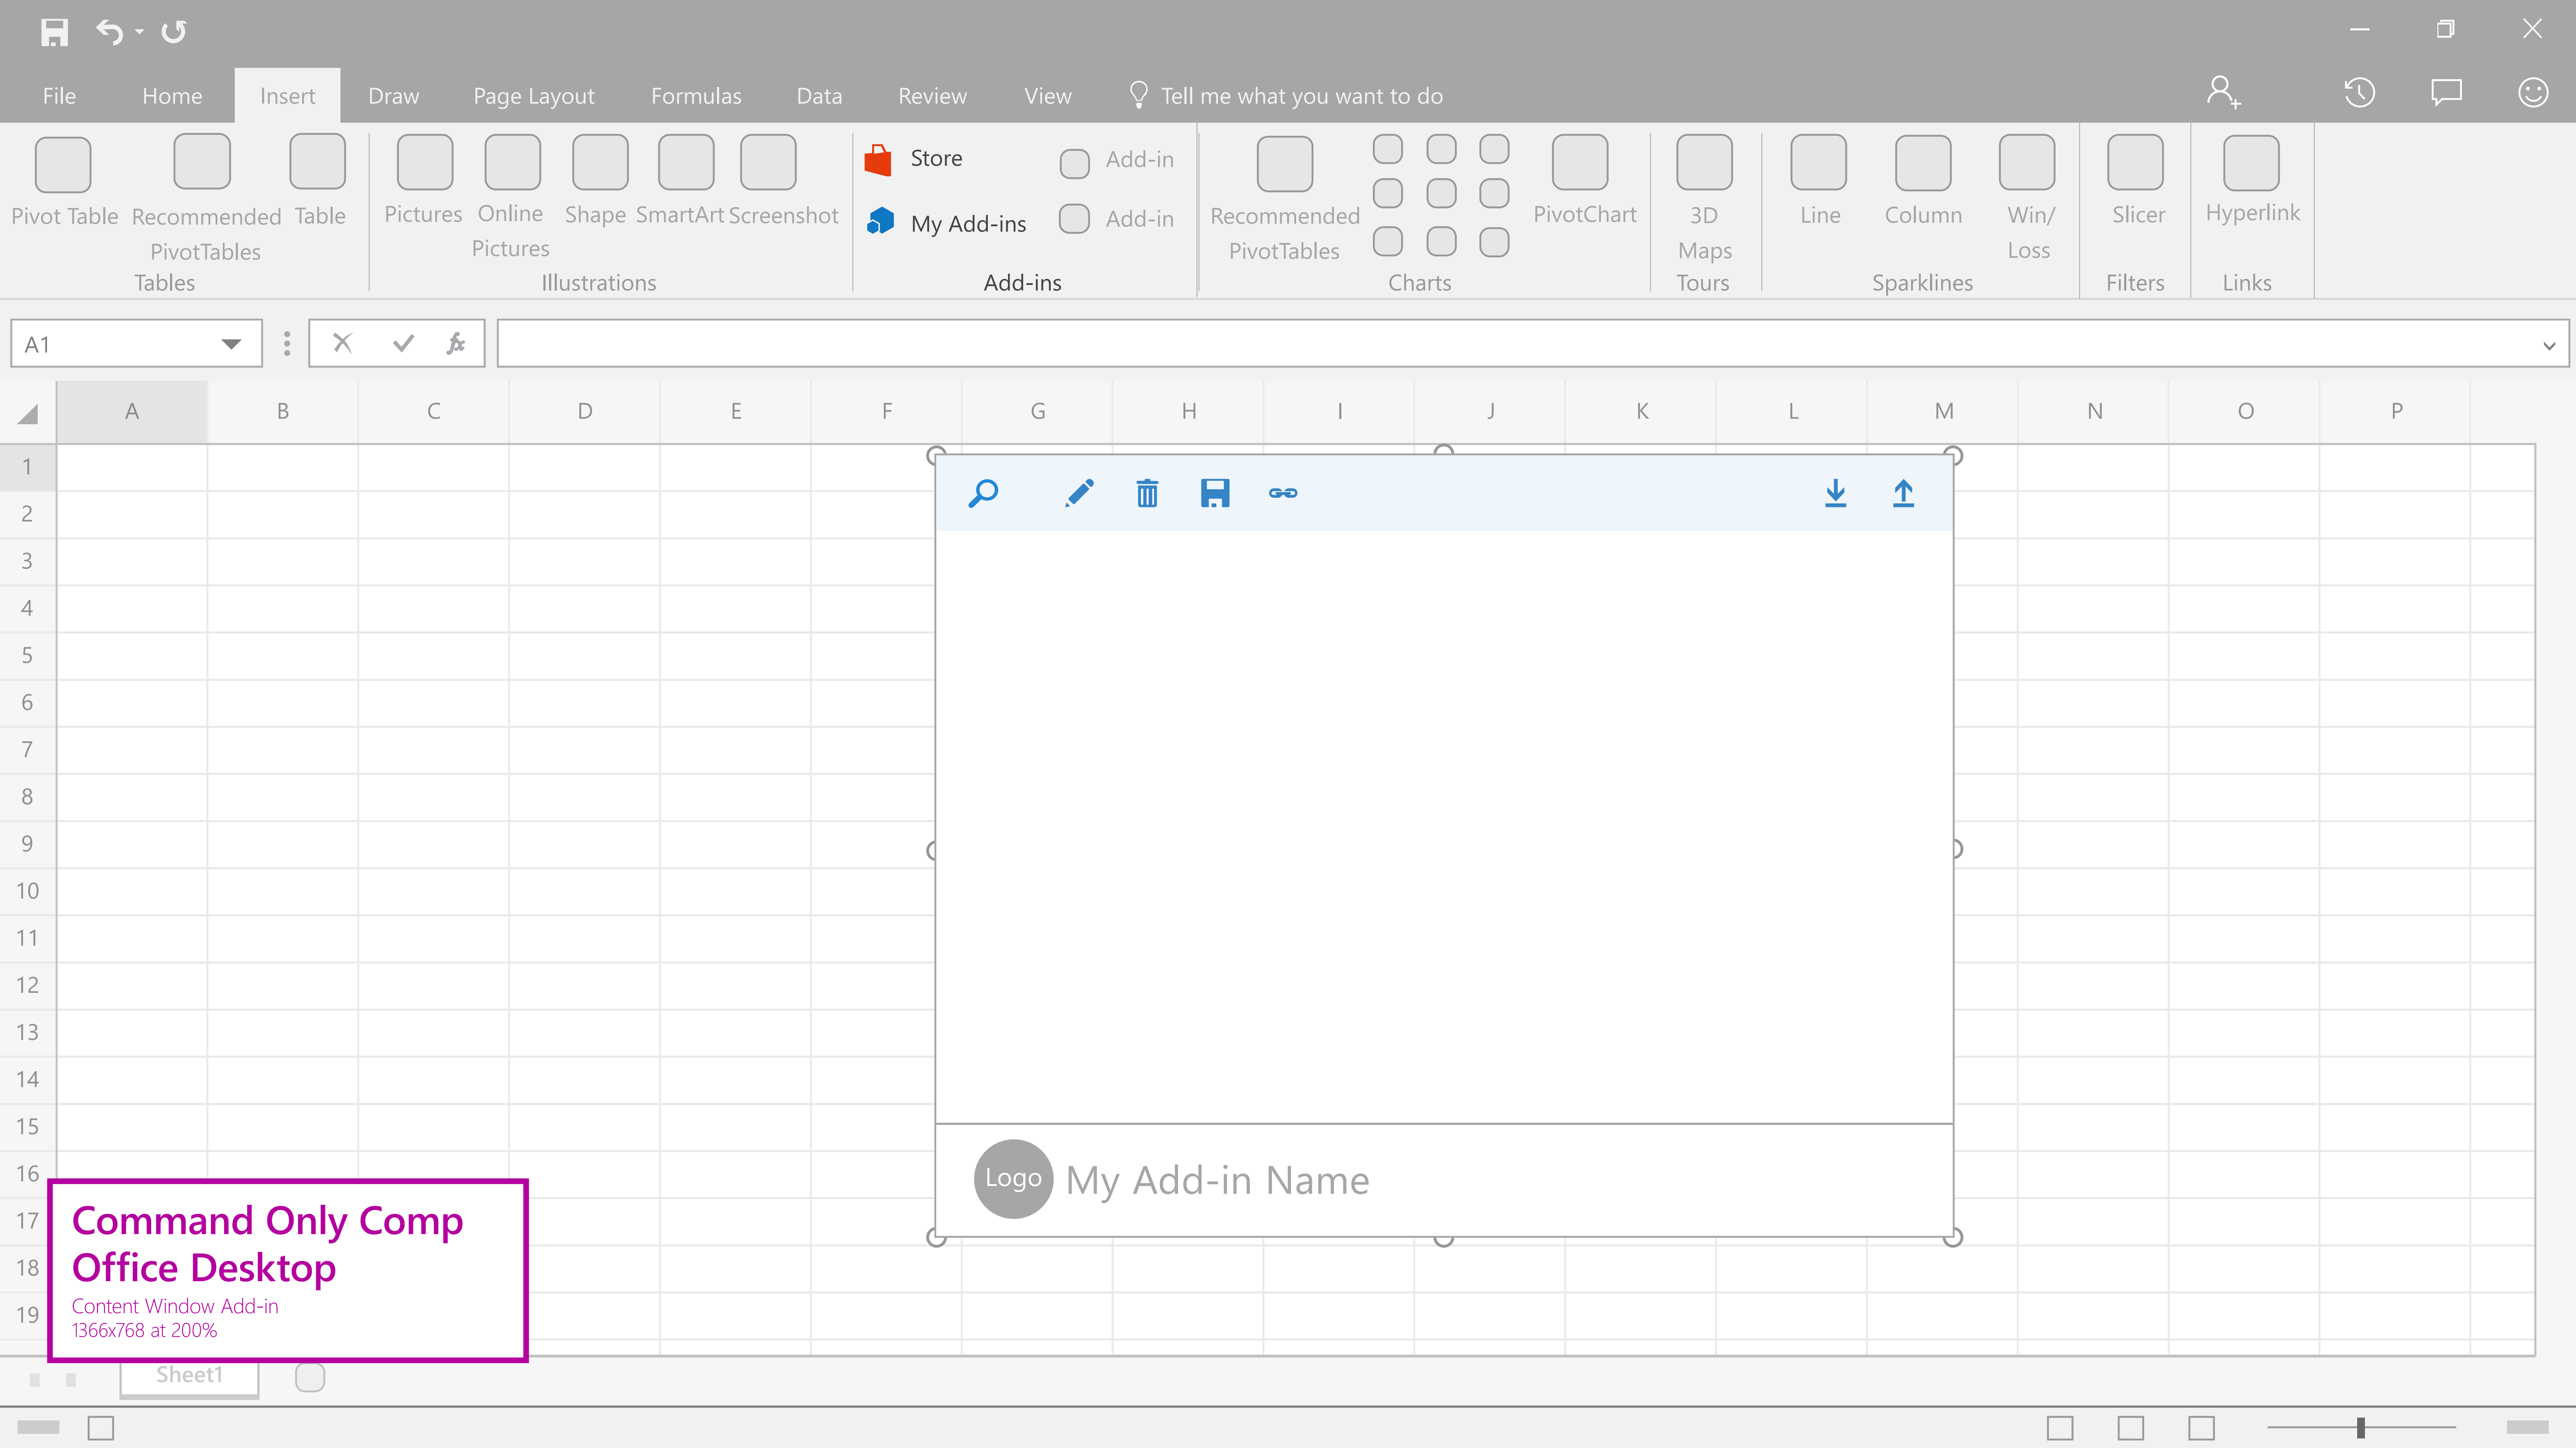 File Home Insert Draw Page Layout Formulas Data Review View Tell me what you want to do
Pivot Table Recommended Table Pictures Online Shape SmartArt Screenshot Store Add-in Recommended PivotChart 3D Line Column Win/ Slicer Hyperlink
PivotTables Pictures My Add-ins Add-in PivotTables Maps Loss
Tables Illustrations Add-ins Charts Tours Sparklines Filters Links
A1 fx
A B C D E F G H I J K L M N O P
1
2
3
4
5
6
7
8
9
10
11
12
13
14
15
16
17
18
19
Logo My Add-in Name
Command Only Comp
Office Desktop
Content Window Add-in
1366x768 at 200%
Sheet1